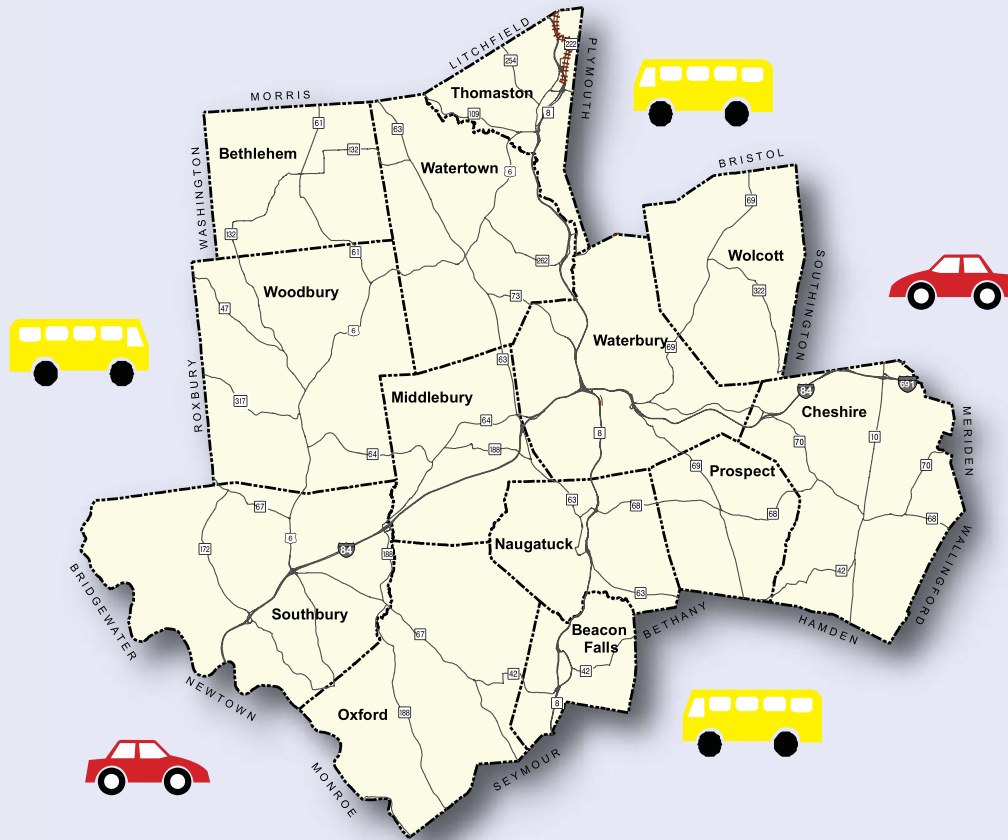 LITCHFIELD
PLYMOUTH
222
254
Thomaston
109
8
MORRIS
61
63
Bethlehem
132
Watertown
6
WASHINGTON
132
BRISTOL
69
Wolcott
SOUTHINGTON
322
61
262
Woodbury
47
73
6
Waterbury
69
ROXBURY
63
317
Middlebury
64
188
64
8
84
691
Cheshire
MERIDEN
10
70
70
69
Prospect
68
68
42
WALLINGFORD
67
172
6
84
188
63
68
Naugatuck
63
BRIDGEWATER
Southbury
67
Beacon
Falls
BETHANY
HAMDEN
42
42
NEWTOWN
Oxford
188
8
SEYMOUR
MONROE